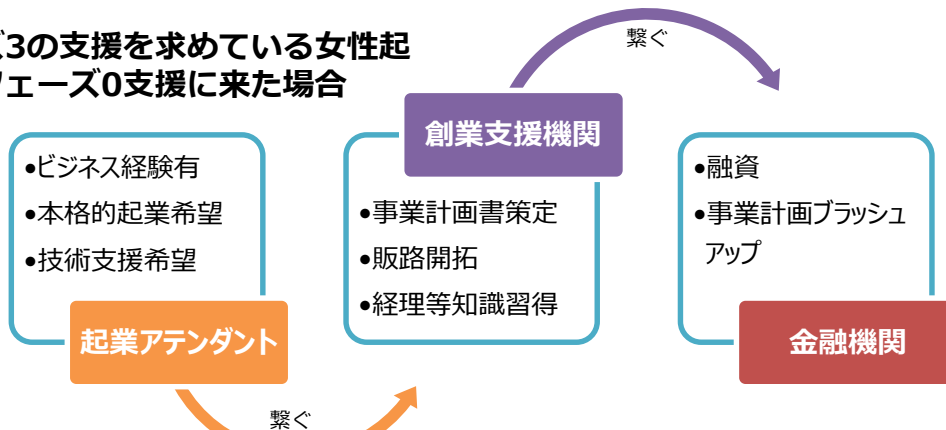 3の支援を求めている女性起
ェーズ0支援に来た場合
繋ぐ
創業支援機関
•ビジネス経験有
•本格的起業希望
•技術支援希望
起業アテンダント
•事業計画書策定
•販路開拓
•経理等知識習得
•融資
•事業計画ブラッシュ
アップ
金融機関
繋ぐ